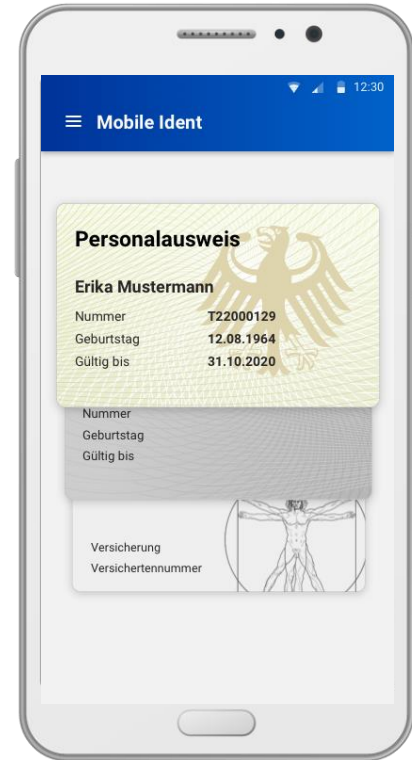 12:30
Mobile Ident
Personalausweis
Erika Mustermann
Nummer T22000129
Geburtstag 12.08.1964
Gültig bis 31.10.2020
Nummer
Geburtstag
Gültig bis
Versicherung
Versichertennummer